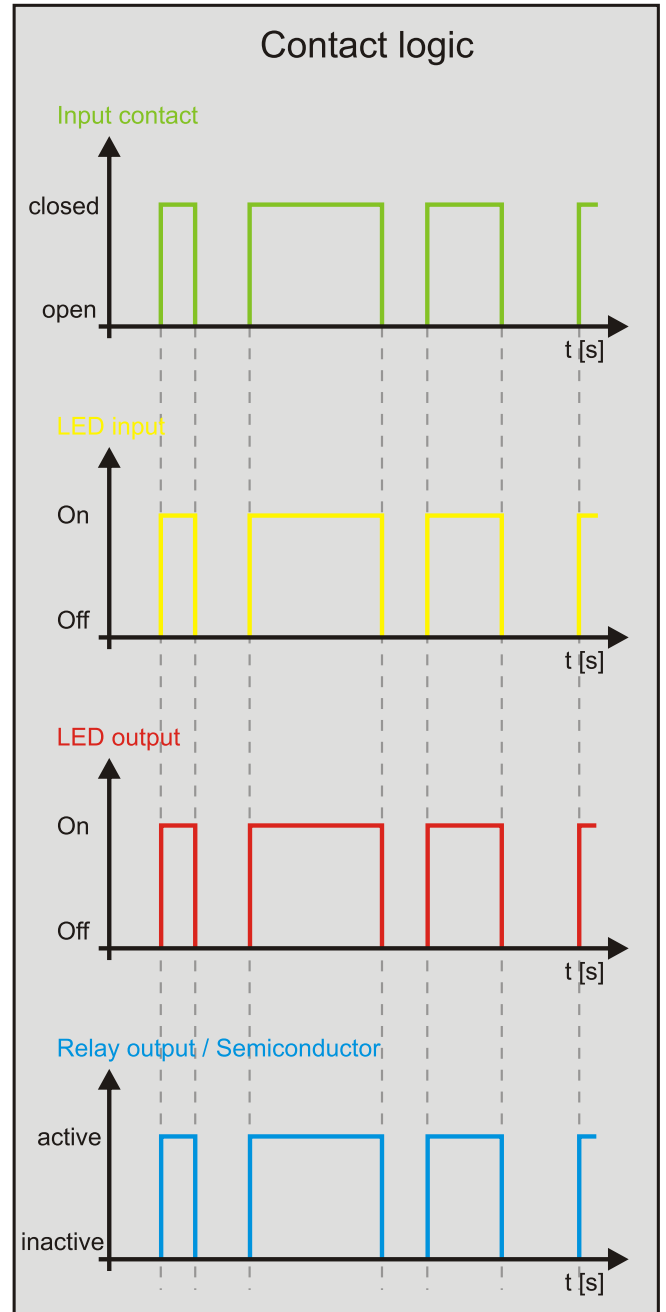 Contact logic
Input contact
closed
open
t [s]
LED input
On
Off
t [s]
LED output
On
Off
t [s]
Relay output / Semiconductor
active
inactive
t [s]